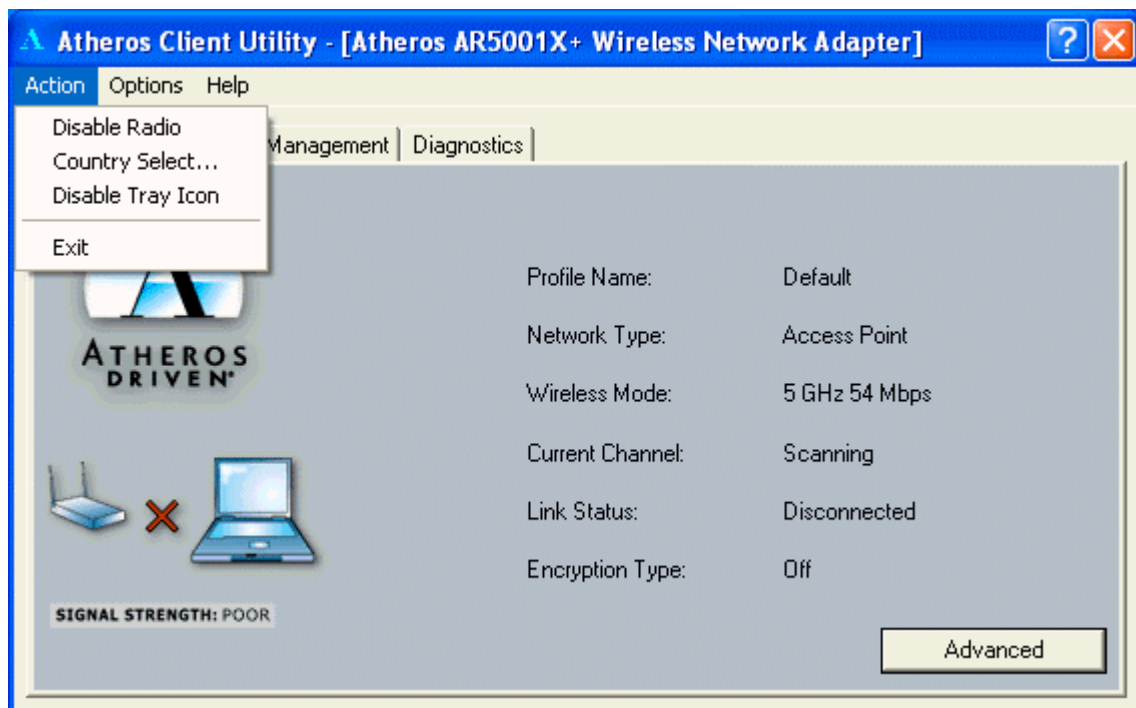 Atheros Client Utility - [Atheros AR5001X+ Wireless Network Adapter] ?
Action Options Help
Disable Radio
Country Select...
Disable Tray Icon
Exit
Management Diagnostics
ATHEROS
DRIVEN
Profile Name: Default
Network Type: Access Point
Wireless Mode: 5 GHz 54 Mbps
Current Channel: Scanning
Link Status: Disconnected
Encryption Type: Off
SIGNAL STRENGTH: POOR
Advanced